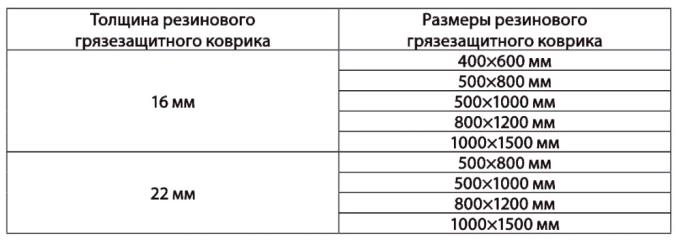 Толщина резинового
грязезащитного коврика
Размеры резинового
грязезащитного коврика
16 мм
400×600 мм
500×800 мм
500×1000 мм
800×1200 мм
1000×1500 мм
22 мм
500×800 мм
500×1000 мм
800×1200 мм
1000×1500 мм